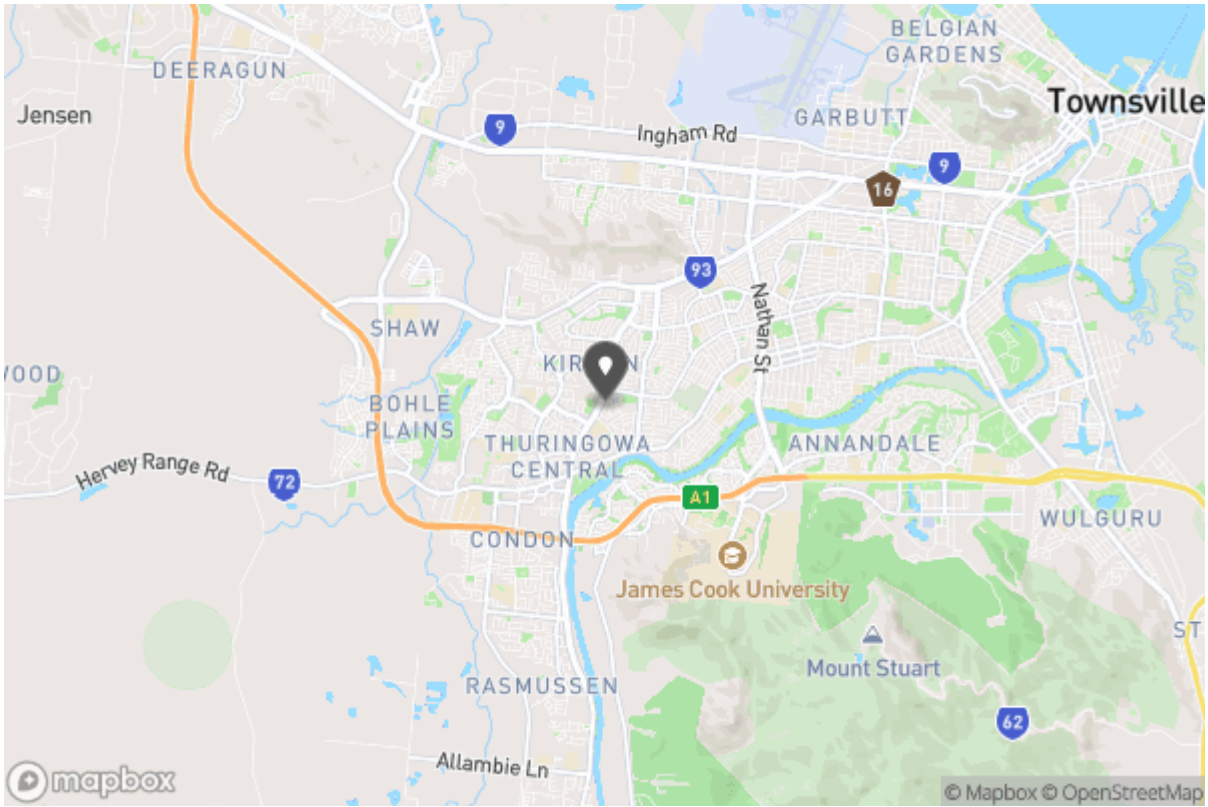 BELGIAN
GARDENS
DEERAGUN
Townsville
Jensen
GARBUTT
9
Ingham Rd
9
16
93
Nathan St
SHAW
WOOD
BOHLE
PLAINS
THURINGOWA
CENTRAL
ANNANDALE
Hervey Range Rd
72
A1
WULGURU
CONDON
James Cook University
ST
Mount Stuart
RASMUSSEN
62
Allambie Ln
mapbox
© Mapbox © OpenStreetMap